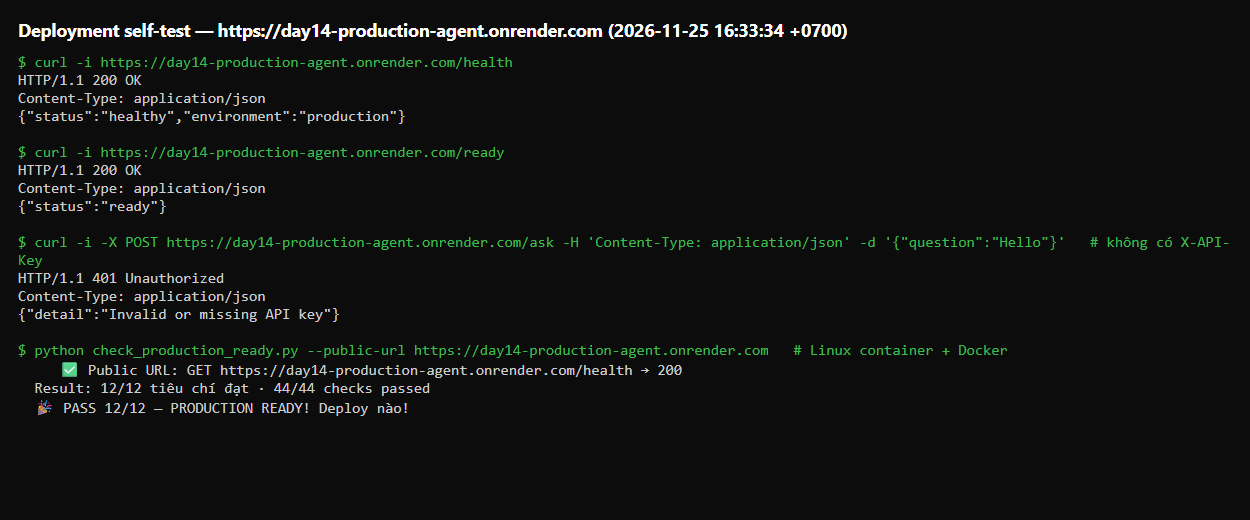 Deployment self-test — https://day14-production-agent.onrender.com (2026-11-25 16:33:34 +0700)
$ curl -i https://day14-production-agent.onrender.com/health
HTTP/1.1 200 OK
Content-Type: application/json
{"status":"healthy","environment":"production"}
$ curl -i https://day14-production-agent.onrender.com/ready
HTTP/1.1 200 OK
Content-Type: application/json
{"status":"ready"}
$ curl -i -X POST https://day14-production-agent.onrender.com/ask -H 'Content-Type: application/json' -d '{"question":"Hello"}'   # không có X-API-
Key
HTTP/1.1 401 Unauthorized
Content-Type: application/json
{"detail":"Invalid or missing API key"}
$ python check_production_ready.py --public-url https://day14-production-agent.onrender.com   # Linux container + Docker
✅ Public URL: GET https://day14-production-agent.onrender.com/health → 200
Result: 12/12 tiêu chí đạt · 44/44 checks passed
🎉 PASS 12/12 — PRODUCTION READY! Deploy nào!